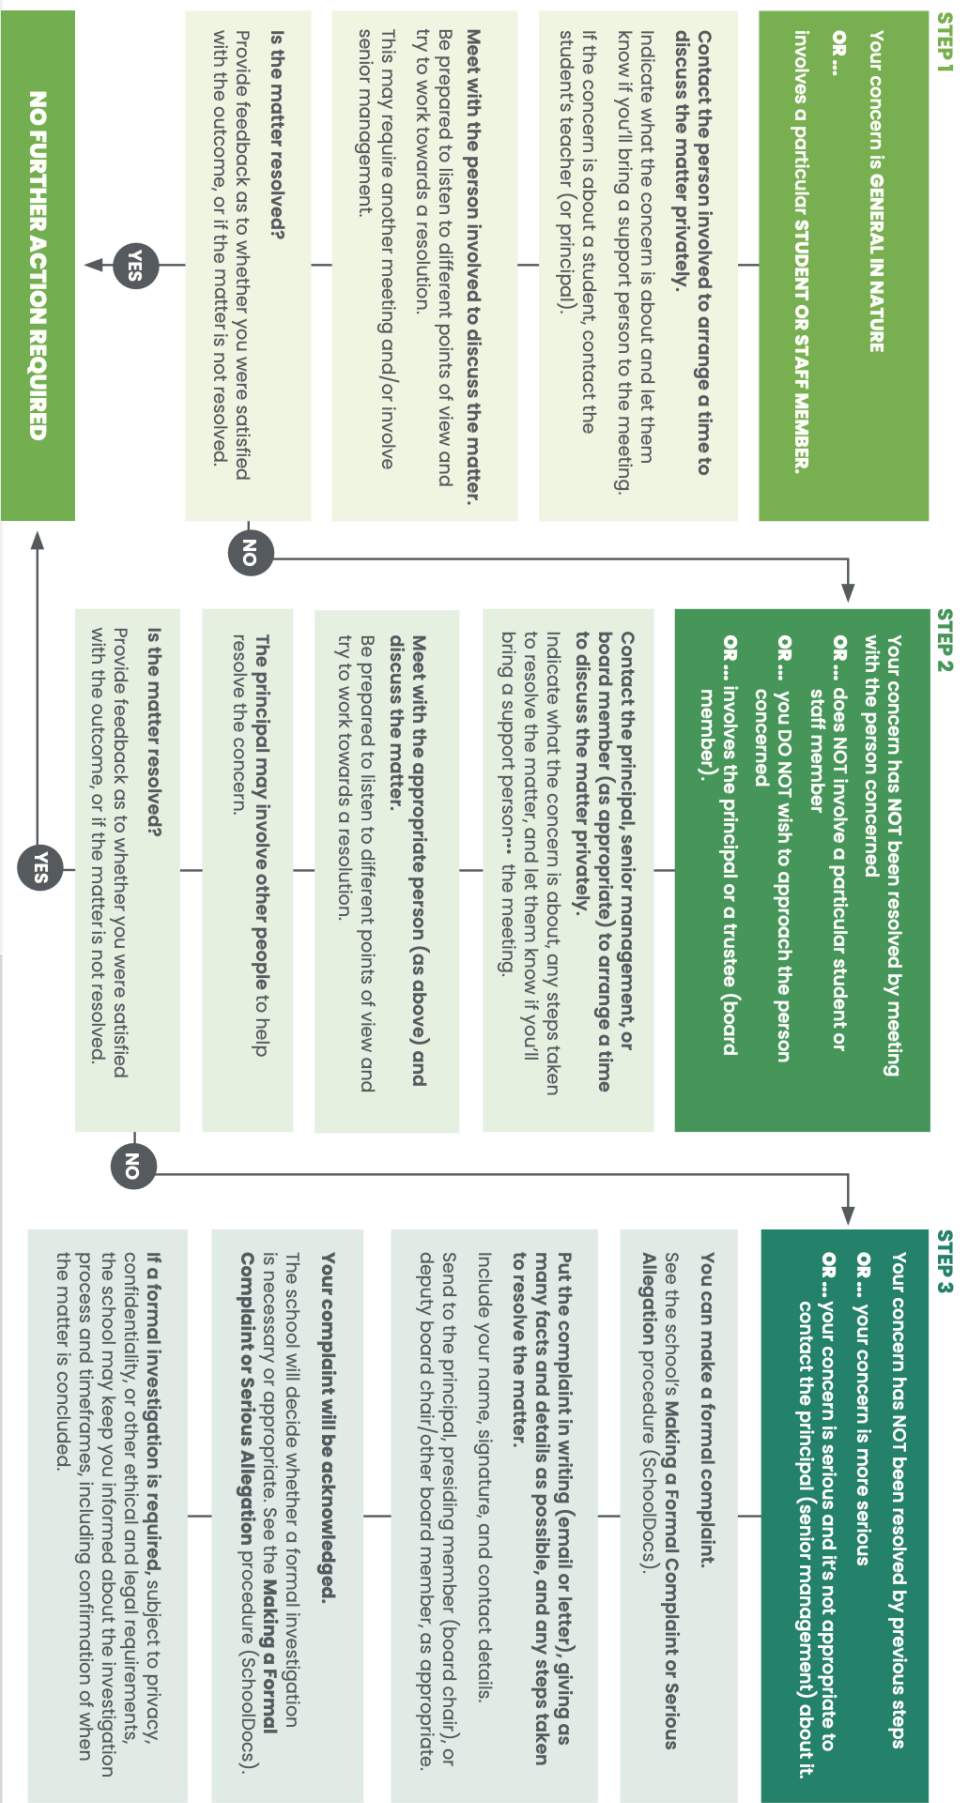 STEP 1
Your concern is GENERAL IN NATURE
OR ...
involves a particular STUDENT OR STAFF MEMBER.
Contact the person involved to arrange a time to
discuss the matter privately.
Indicate what the concern is about and let them
know if you'll bring a support person to the meeting.
If the concern is about a student, contact the
student's teacher (or principal).
Meet with the person involved to discuss the matter.
Be prepared to listen to different points of view and
try to work towards a resolution.
This may require another meeting and/or involve
senior management.
Is the matter resolved?
Provide feedback as to whether you were satisfied
with the outcome, or if the matter is not resolved.
YES
NO FURTHER ACTION REQUIRED
NO
STEP 2
Your concern has NOT been resolved by meeting
with the person concerned
OR ... does NOT involve a particular student or
staff member
OR ... you DO NOT wish to approach the person
concerned
OR ... involves the principal or a trustee (board
member).
Contact the principal, senior management, or
board member (as appropriate) to arrange a time
to discuss the matter privately.
Indicate what the concern is about, any steps taken
to resolve the matter, and let them know if you'll
bring a support person••• the meeting.
Meet with the appropriate person (as above) and
discuss the matter.
Be prepared to listen to different points of view and
try to work towards a resolution.
The principal may involve other people to help
resolve the concern.
Is the matter resolved?
Provide feedback as to whether you were satisfied
with the outcome, or if the matter is not resolved.
YES
NO
STEP 3
Your concern has NOT been resolved by previous steps
OR ... your concern is more serious
OR ... your concern is serious and it's not appropriate to
contact the principal (senior management) about it.
You can make a formal complaint.
See the school's Making a Formal Complaint or Serious
Allegation procedure (SchoolDocs).
Put the complaint in writing (email or letter), giving as
many facts and details as possible, and any steps taken
to resolve the matter.
Include your name, signature, and contact details.
Send to the principal, presiding member (board chair), or
deputy board chair/other board member, as appropriate.
Your complaint will be acknowledged.
The school will decide whether a formal investigation
is necessary or appropriate. See the Making a Formal
Complaint or Serious Allegation procedure (SchoolDocs).
If a formal investigation is required, subject to privacy,
confidentiality, or other ethical and legal requirements,
the school may keep you informed about the investigation
process and timeframes, including confirmation of when
the matter is concluded.